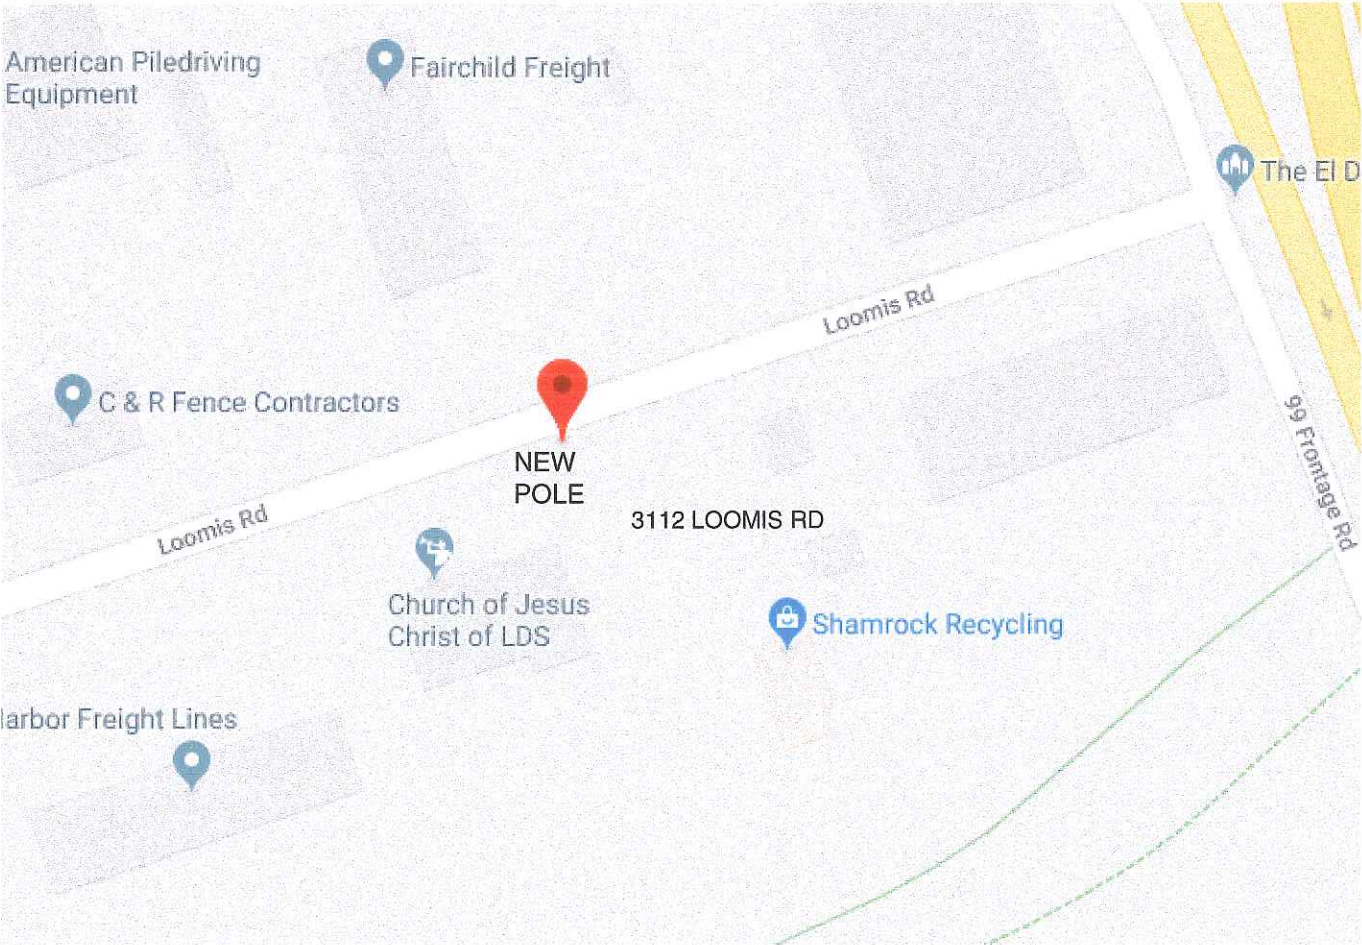 American Piledriving
Equipment
Fairchild Freight
The El D
Loomis Rd
C & R Fence Contractors
99 Frontage Rd
NEW
POLE
3112 LOOMIS RD
Loomis Rd
Church of Jesus
Christ of LDS
Shamrock Recycling
arbor Freight Lines